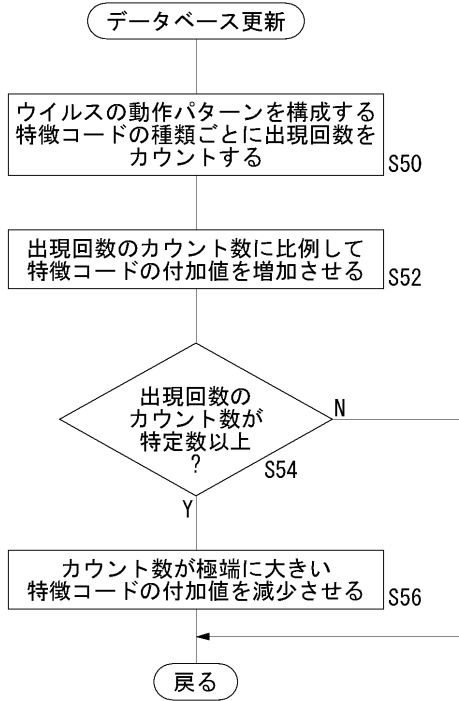 データベース更新
ウイルスの動作パターンを構成する
特徴コードの種類ごとに出現回数を
カウントする
S50
出現回数のカウント数に比例して
特徴コードの付加値を増加させる
S52
出現回数の
カウント数が
特定数以上
?
S54
N
Y
カウント数が極端に大きい
特徴コードの付加値を減少させる
S56
戻る